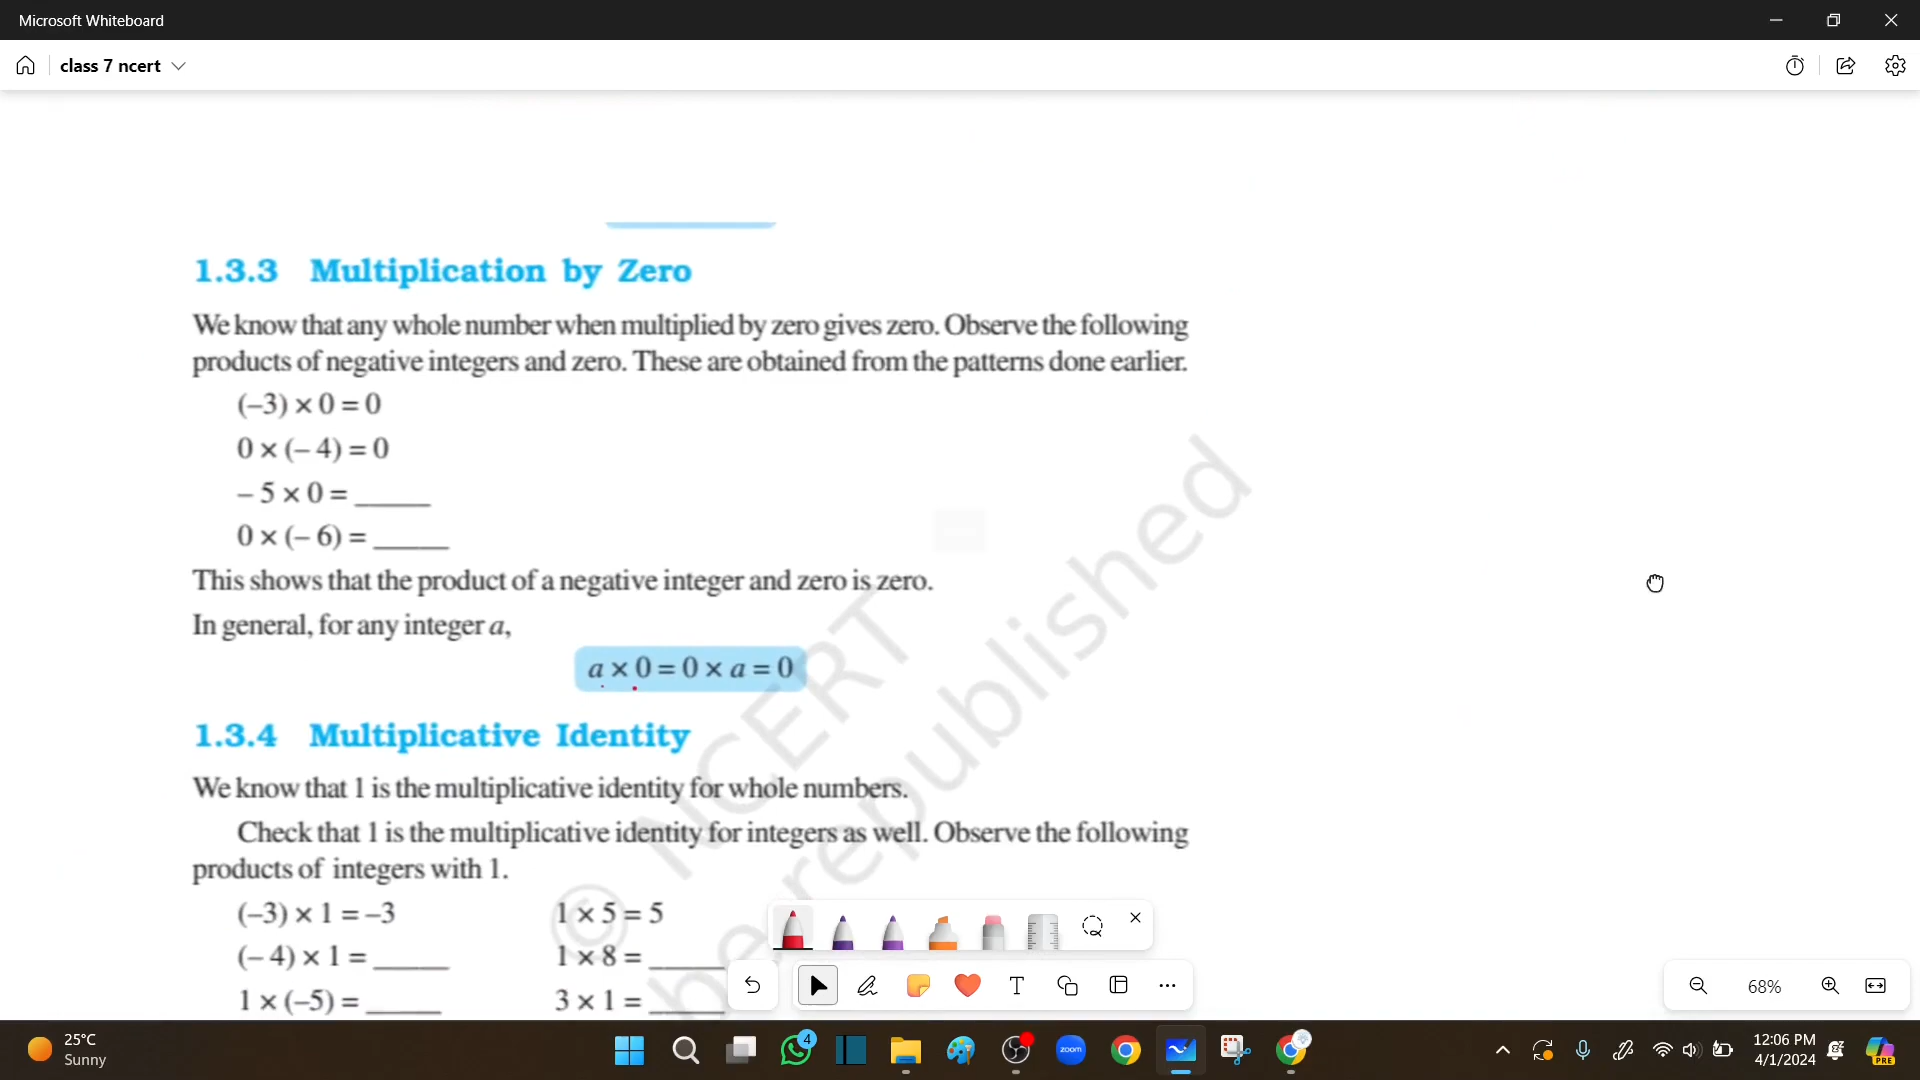 Microsoft Whiteboard
class 7 ncert
1.3.3 Multiplication by Zero
We know that any whole number when multiplied by zero gives zero. Observe the following
products of negative integers and zero. These are obtained from the patterns done earlier.
(–3) × 0 = 0
0 × (– 4) = 0
– 5 × 0 = _____
0 × (– 6) = _____
This shows that the product of a negative integer and zero is zero.
In general, for any integer a,
a × 0 = 0 × a = 0
1.3.4 Multiplicative Identity
We know that 1 is the multiplicative identity for whole numbers.
Check that 1 is the multiplicative identity for integers as well. Observe the following
products of integers with 1.
(–3) × 1 = –3 1 × 5 = 5
(– 4) × 1 = _____ 1 × 8 = _____
1 × (–5) = _____ 3 × 1 = _____
© NCERT
be republished
68%
25°C
Sunny
4
zoom
12:06 PM
4/1/2024
PRE